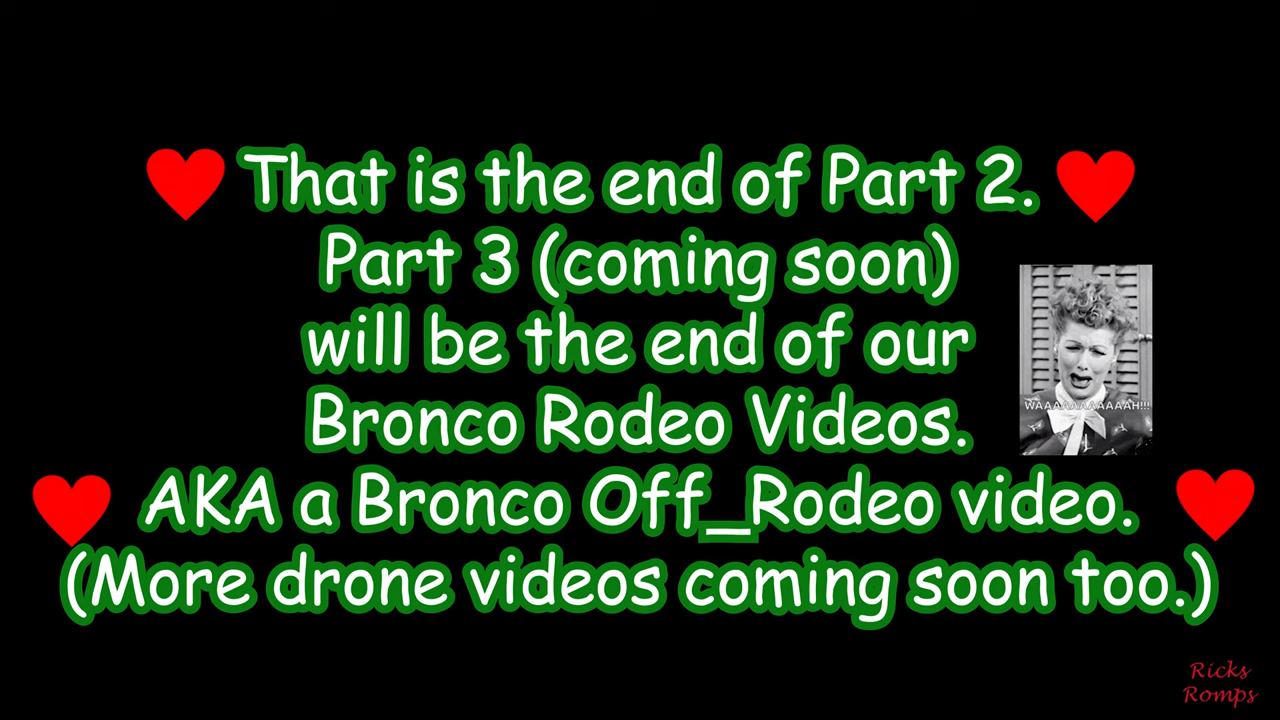 That is the end of Part 2.
Part 3 (coming soon)
will be the end of our
WAAAAAAAAAAAH!!!
Bronco Rodeo Videos.
AKA a Bronco Off_Rodeo video.
(More drone videos coming soon too.)
Ricks
Romps